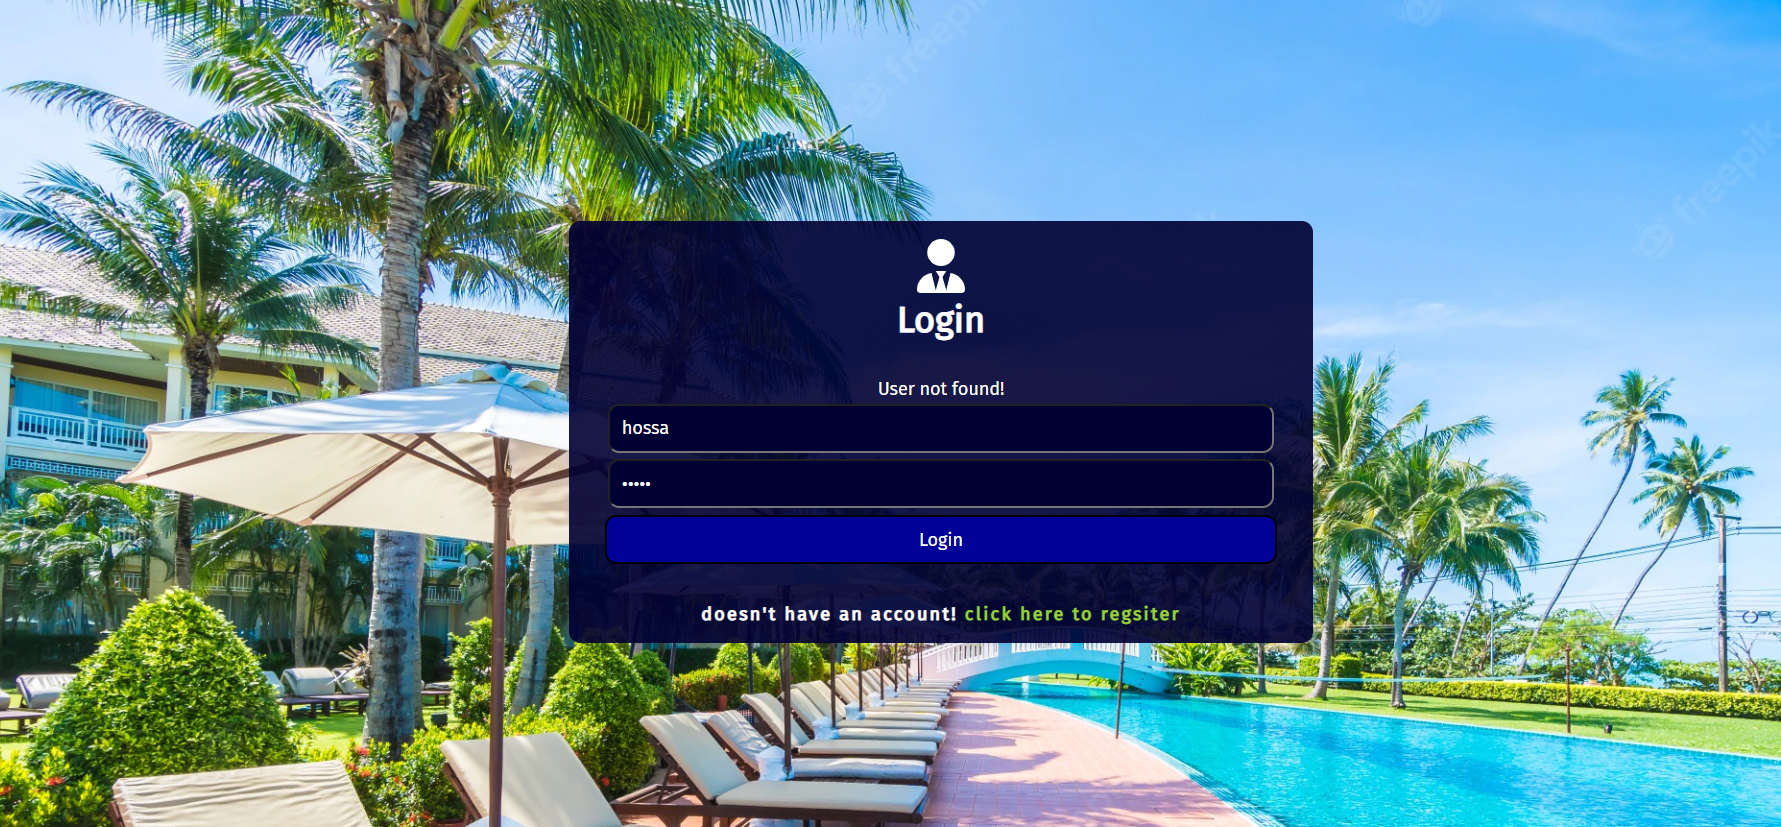 freepik
freepik
Login
User not found!
hossa
•••••
Login
doesn't have an account! click here to regsiter